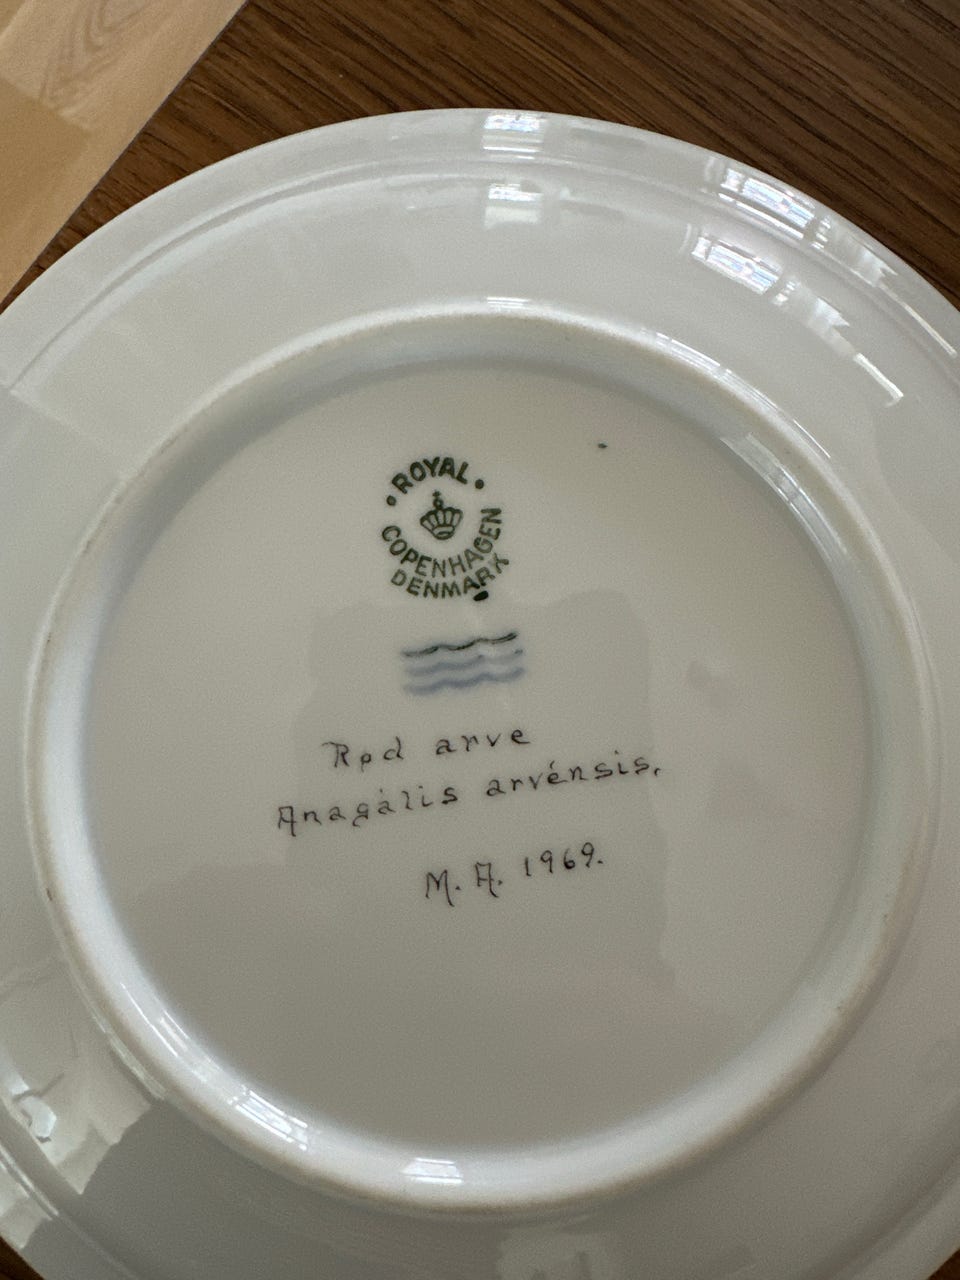 ROYAL
COPENHAGEN
DENMARK
Rød arve
Anagàlis arvénsis.
M. A. 1969.